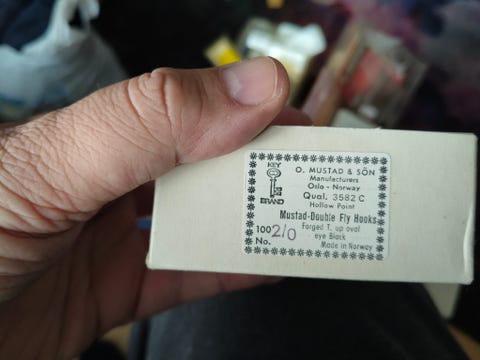 KEY
BRAND
O. MUSTAD & SÖN
Manufacturers
Oslo - Norway
Qual. 3582 C
Hollow Point
Mustad-Double Fly Hooks
Forged T. up oval
eye Black
100
No. 2/0
Made in Norway